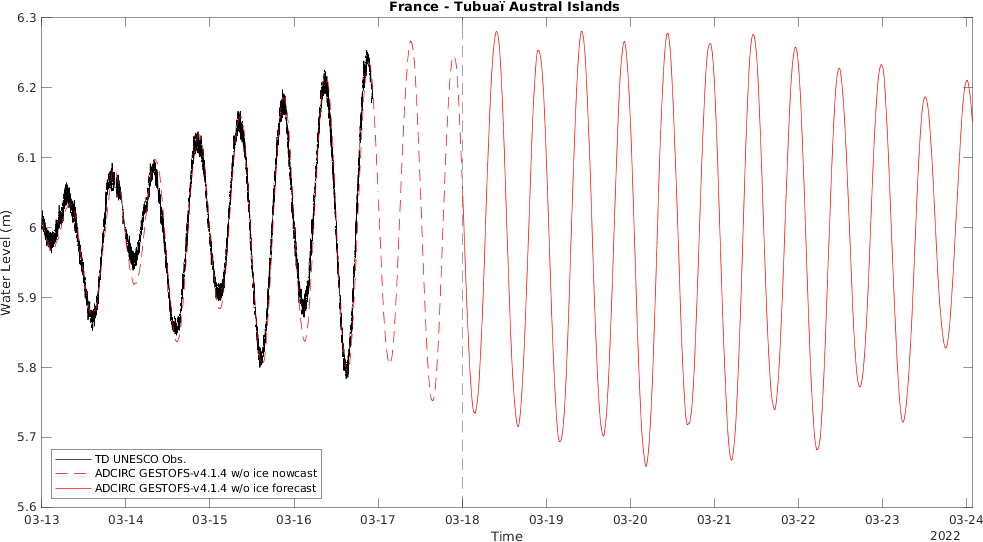 France - Tubuaï Austral Islands
6.3
6.2
6.1
6
5.9
5.8
5.7
5.6
Water Level (m)
TD UNESCO Obs.
ADCIRC GESTOFS-v4.1.4 w/o ice nowcast
ADCIRC GESTOFS-v4.1.4 w/o ice forecast
03-13 03-14 03-15 03-16 03-17 03-18 03-19 03-20 03-21 03-22 03-23 03-24
Time
2022